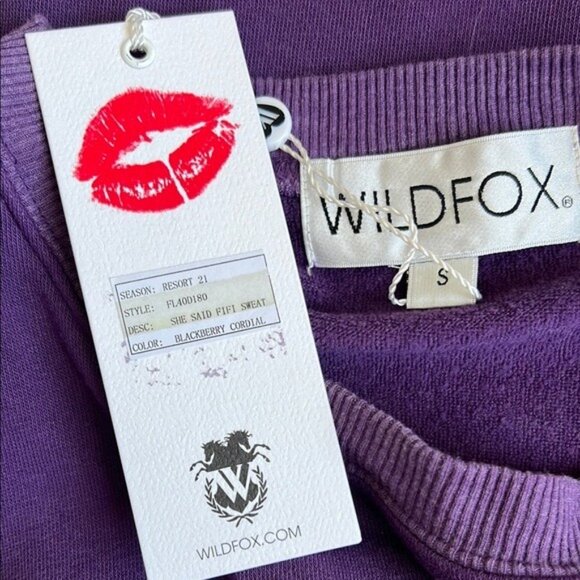 SEASON: RESORT 21
STYLE: FL40D180
DESC: SHE SAID FIFI SWEAT
COLOR: BLACKBERRY CORDIAL
W
WILDFOX.COM
WILDFOX®
S